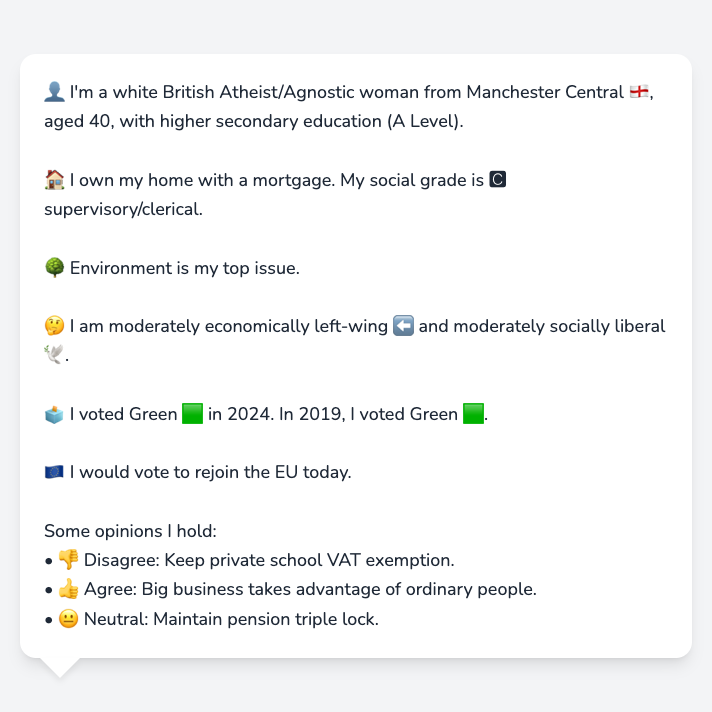 👤 I'm a white British Atheist/Agnostic woman from Manchester Central 🏴󠁧󠁢󠁥󠁮󠁧󠁿,
aged 40, with higher secondary education (A Level).
🏠 I own my home with a mortgage. My social grade is 🅲
supervisory/clerical.
🌳 Environment is my top issue.
🤔 I am moderately economically left-wing ⬅️ and moderately socially liberal
🕊️.
🗳️ I voted Green 🟩 in 2024. In 2019, I voted Green 🟩.
🇪🇺 I would vote to rejoin the EU today.
Some opinions I hold:
• 👎 Disagree: Keep private school VAT exemption.
• 👍 Agree: Big business takes advantage of ordinary people.
• 😐 Neutral: Maintain pension triple lock.